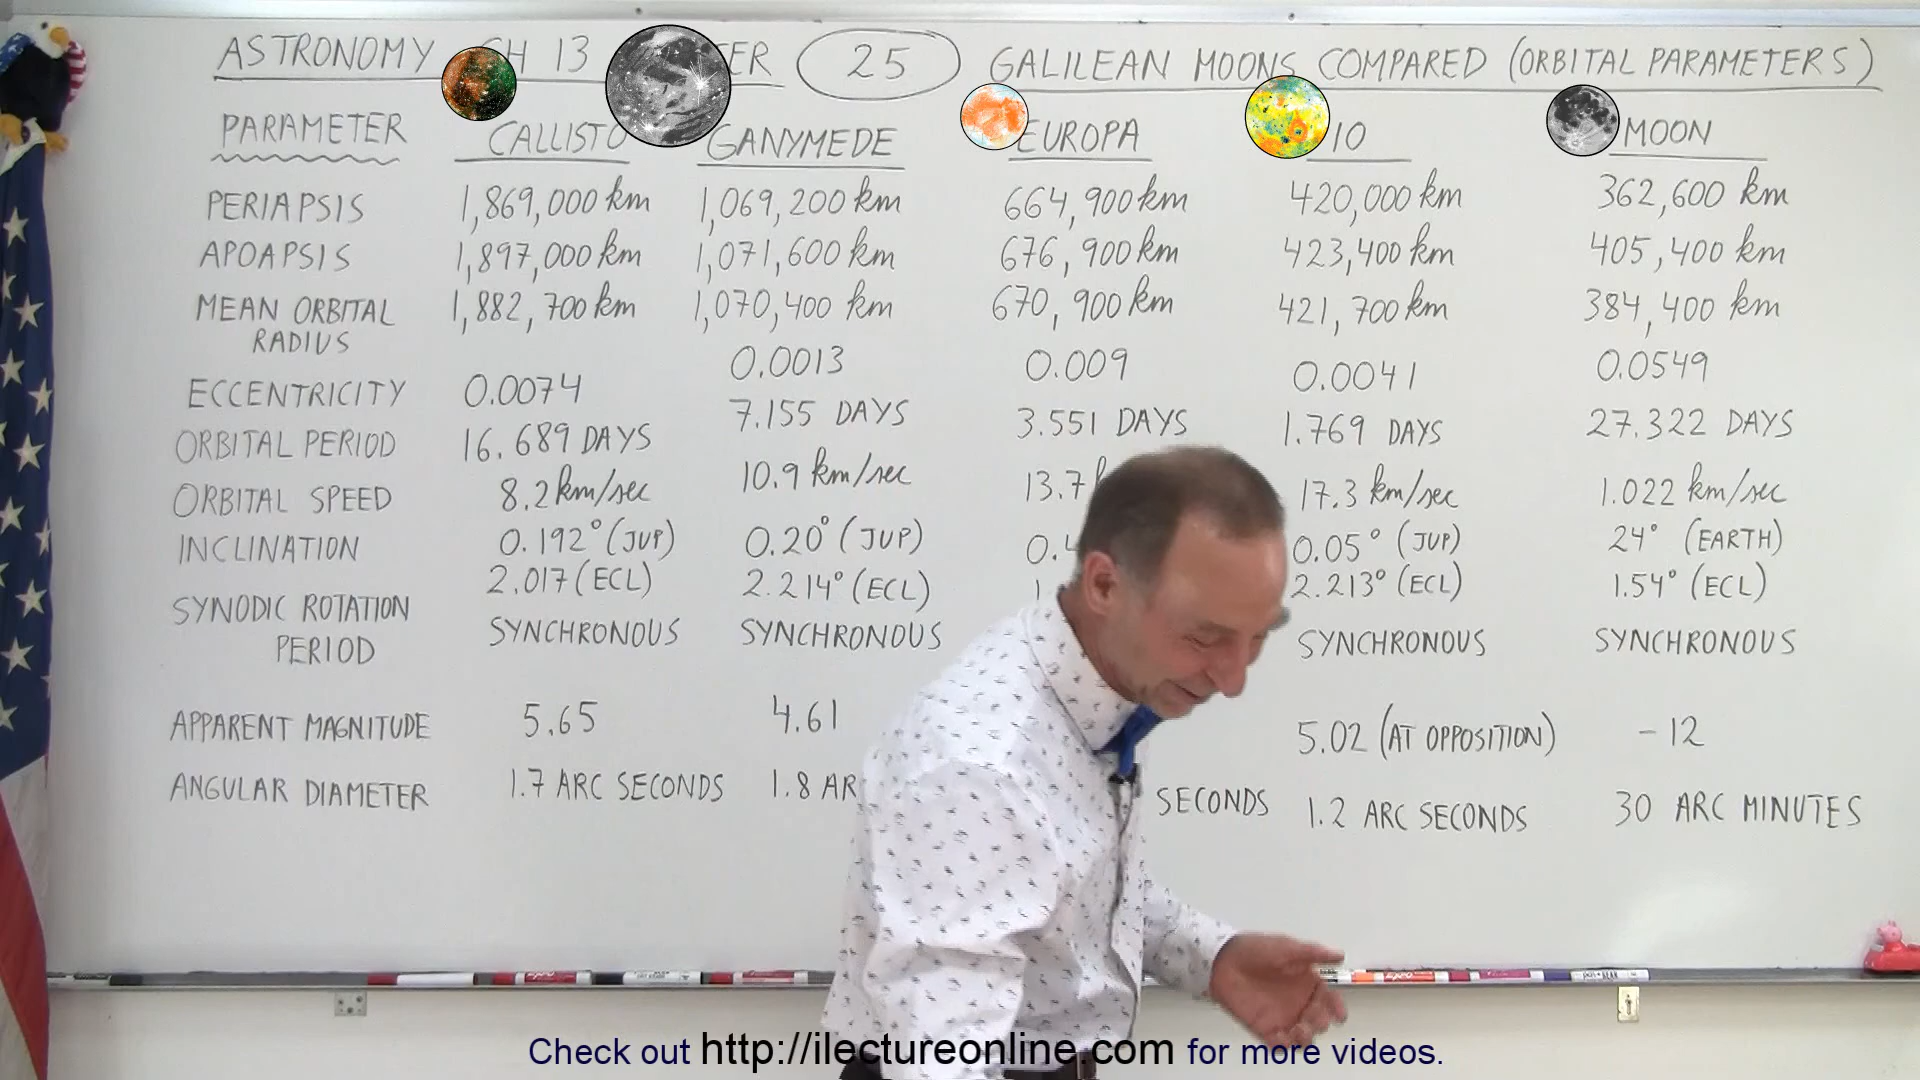 ASTRONOMY CH 13 ER 25 GALILEAN MOONS COMPARED (ORBITAL PARAMETERS)
PARAMETER CALLISTO GANYMEDE EUROPA IO MOON
PERIAPSIS 1,869,000 km 1,069,200 km 664,900 km 420,000 km 362,600 km
APOAPSIS 1,897,000 km 1,071,600 km 676,900 km 423,400 km 405,400 km
MEAN ORBITAL RADIUS 1,882,700 km 1,070,400 km 670,900 km 421,700 km 384,400 km
ECCENTRICITY 0.0074 0.0013 0.009 0.0041 0.0549
ORBITAL PERIOD 16.689 DAYS 7.155 DAYS 3.551 DAYS 1.769 DAYS 27.322 DAYS
ORBITAL SPEED 8.2 km/sec 10.9 km/sec 13.7 k 17.3 km/sec 1.022 km/sec
INCLINATION 0.192° (JUP) 0.20° (JUP) 0.4 0.05° (JUP) 24° (EARTH)
2.017 (ECL) 2.214° (ECL) 1. 2.213° (ECL) 1.54° (ECL)
SYNODIC ROTATION PERIOD SYNCHRONOUS SYNCHRONOUS SYNCHRONOUS SYNCHRONOUS
APPARENT MAGNITUDE 5.65 4.61 5.02 (AT OPPOSITION) -12
ANGULAR DIAMETER 1.7 ARC SECONDS 1.8 AR SECONDS 1.2 ARC SECONDS 30 ARC MINUTES
Check out http://ilectureonline.com for more videos.